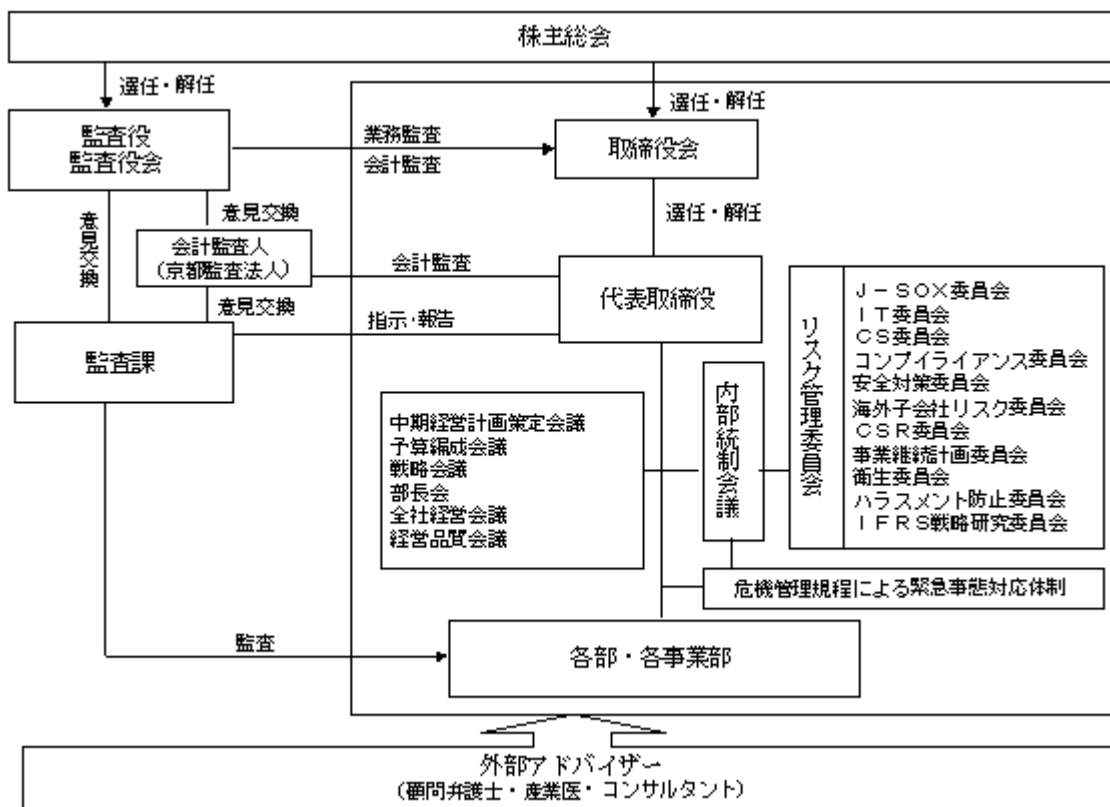 株主総会
選任・解任
選任・解任
監査役
監査役会
業務監査
会計監査
取締役会
意見交換
意見交換
選任・解任
会計監査人
(京都監査法人)
会計監査
代表取締役
意見交換
指示・報告
監査課
中期経営計画策定会議
予算編成会議
戦略会議
部長会
全社経営会議
経営品質会議
内部統制会議
リスク管理委員会
J-SOX委員会
IT委員会
CS委員会
コンプイライアンス委員会
安全対策委員会
海外子会社リスク委員会
CSR委員会
事業継続計画委員会
衛生委員会
ハラスメント防止委員会
IFRS戦略研究委員会
危機管理規程による緊急事態対応体制
監査
各部・各事業部
外部アドバイザー
(顧問弁護士・産業医・コンサルタント)